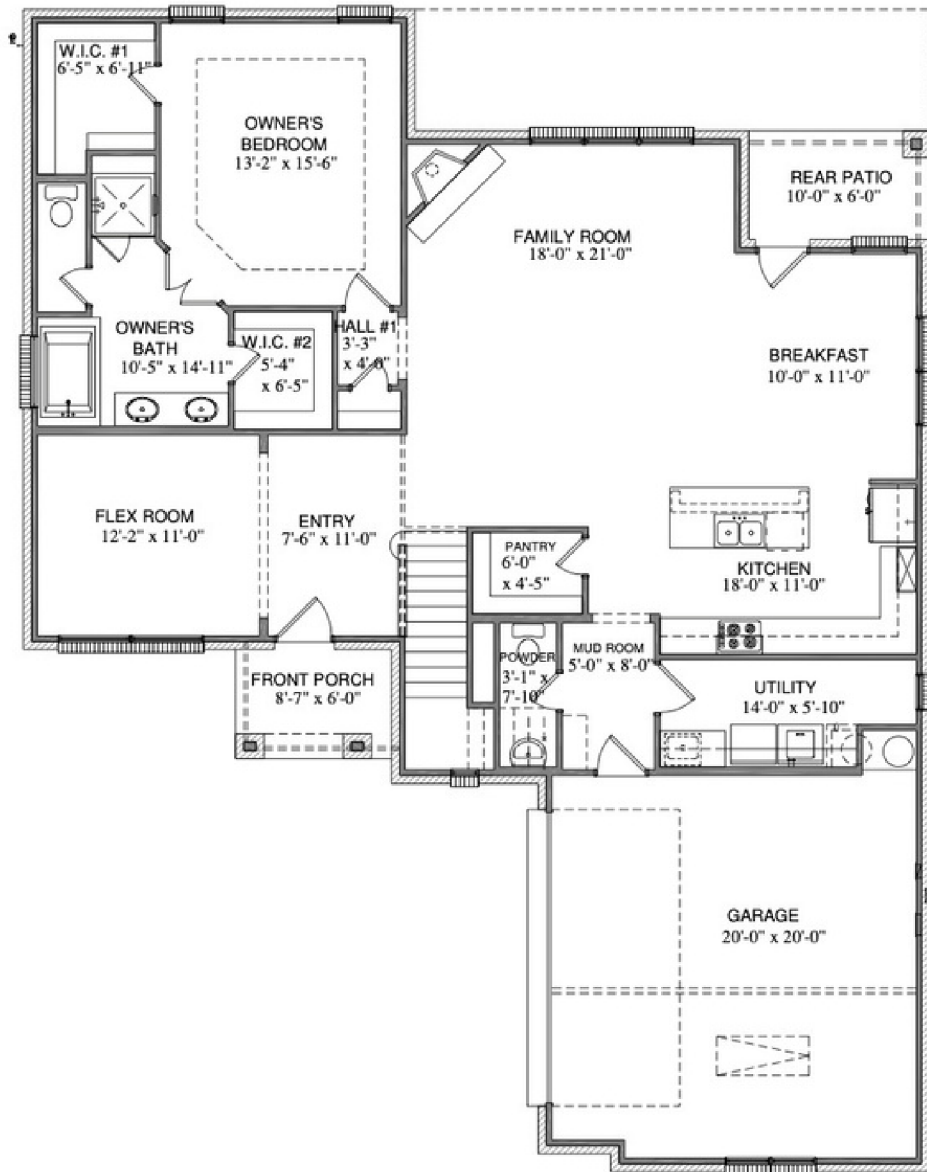 W.I.C. #1
6'-5" x 6'-11"
OWNER'S
BEDROOM
13'-2" x 15'-6"
REAR PATIO
10'-0" x 6'-0"
FAMILY ROOM
18'-0" x 21'-0"
OWNER'S
BATH
10'-5" x 14'-11"
W.I.C. #2
5'-4"
x 6'-5"
HALL #1
3'-3"
x 4'-8"
BREAKFAST
10'-0" x 11'-0"
FLEX ROOM
12'-2" x 11'-0"
ENTRY
7'-6" x 11'-0"
PANTRY
6'-0"
x 4'-5"
KITCHEN
18'-0" x 11'-0"
FRONT PORCH
8'-7" x 6'-0"
POWDER
3'-1" x
7'-10"
MUD ROOM
5'-0" x 8'-0"
UTILITY
14'-0" x 5'-10"
GARAGE
20'-0" x 20'-0"